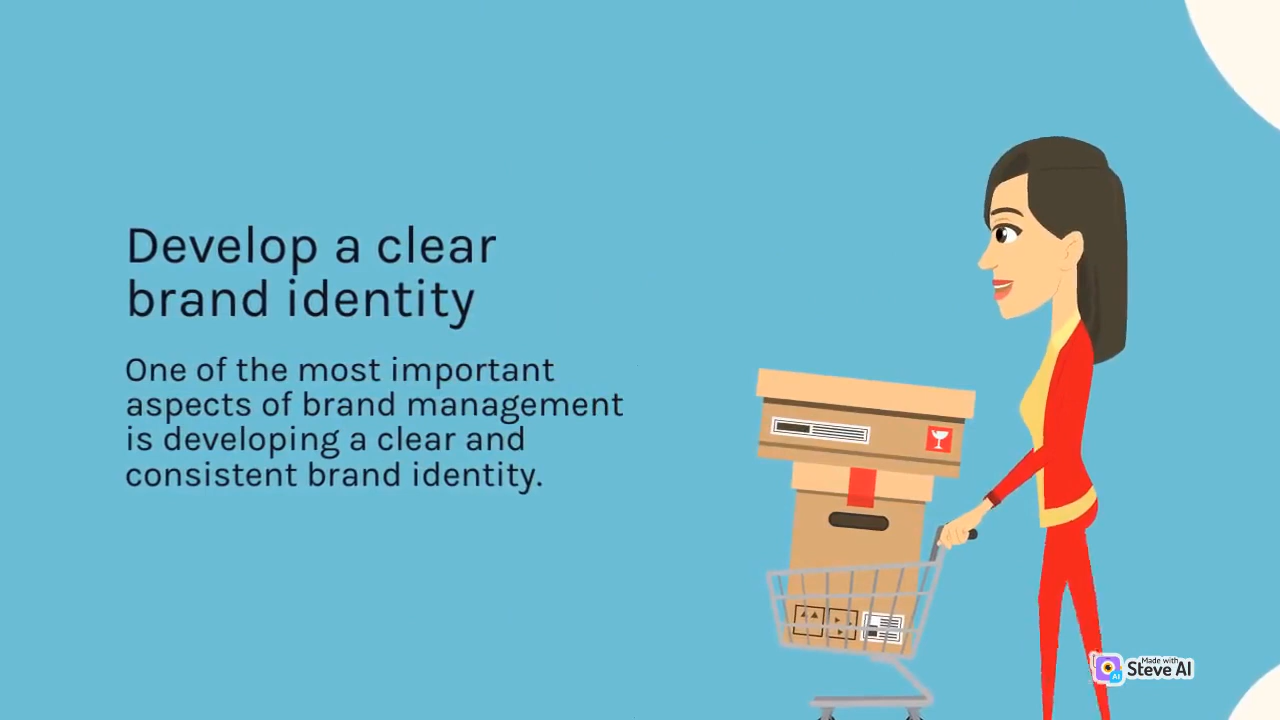 Develop a clear
brand identity
One of the most important
aspects of brand management
is developing a clear and
consistent brand identity.
Made with
Steve AI
AI